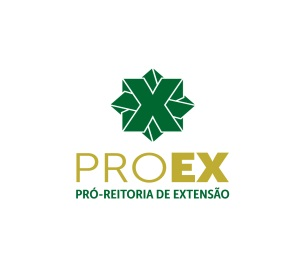 PROEX
PRÓ-REITORIA DE EXTENSÃO